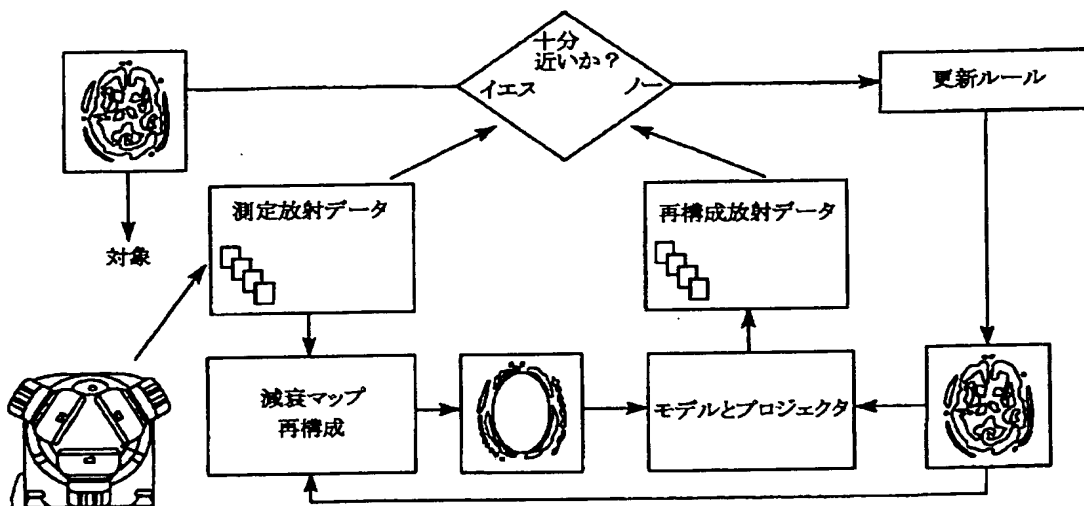 十分
近いか？
イエス
ノー
更新ルール
測定放射データ
再構成放射データ
対象
減衰マップ
再構成
モデルとプロジェクタ